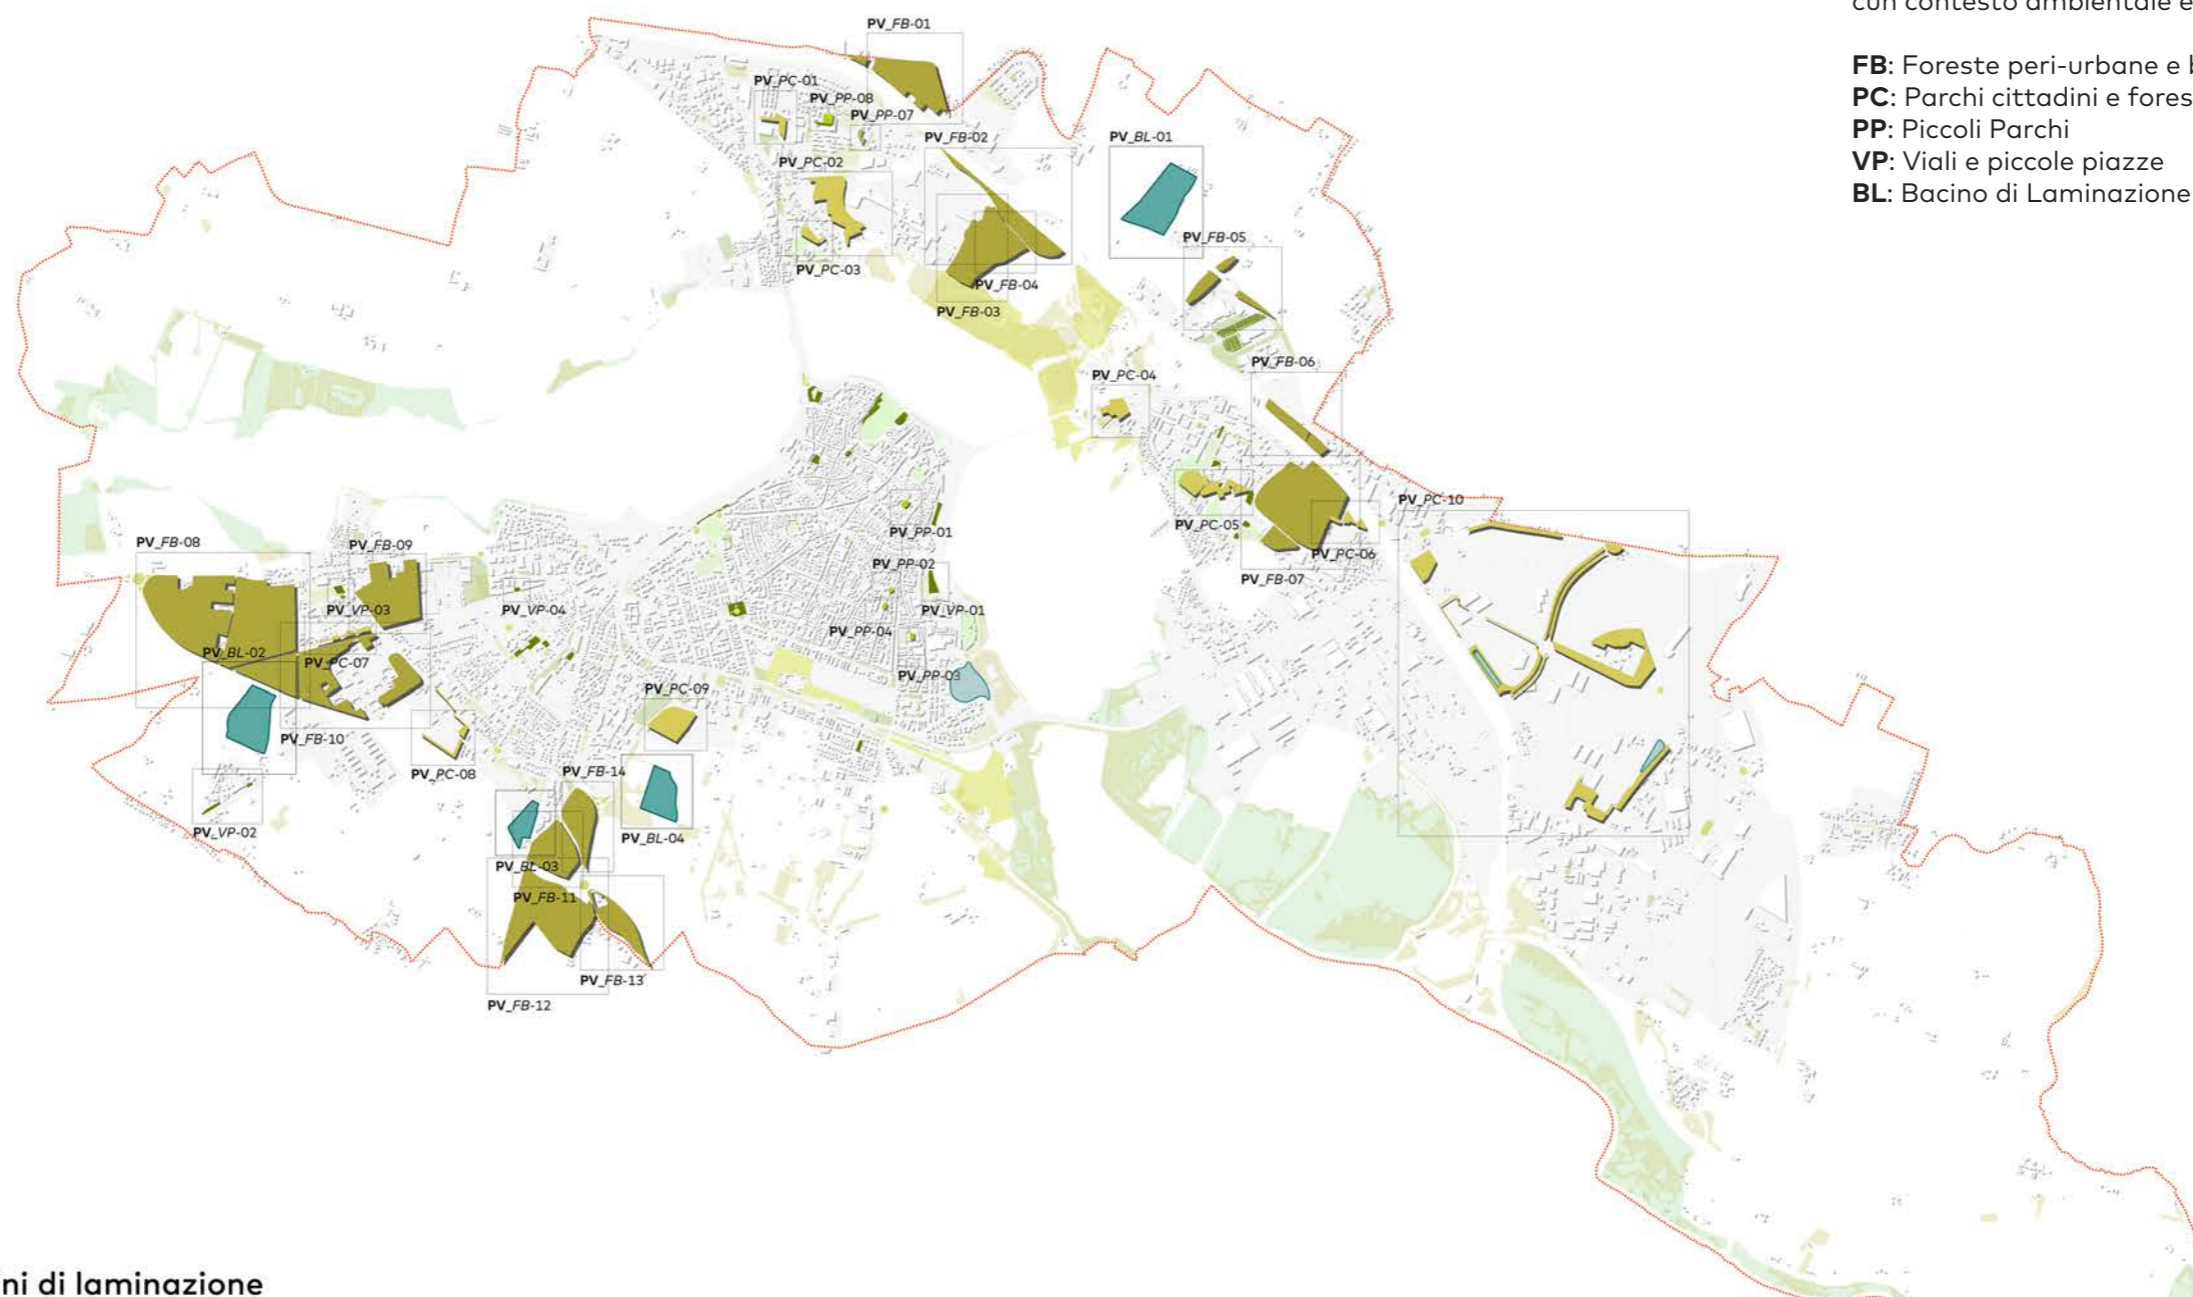 cun contesto ambientale e
FB: Foreste peri-urbane e b
PC: Parchi cittadini e fores
PP: Piccoli Parchi
VP: Viali e piccole piazze
BL: Bacino di Laminazione
PV_FB-01
PV_PC-01
PV_PP-08
PV_PP-07
PV_FB-02
PV_BL-01
PV_PC-02
PV_FB-05
PV_PC-03
PV_FB-04
PV_FB-03
PV_FB-06
PV_PC-04
PV_PC-10
PV_PC-05
PV_PP-01
PV_FB-08
PV_FB-09
PV_PC-06
PV_PP-02
PV_FB-07
PV_VP-03
PV_VP-04
PV_VP-01
PV_PP-04
PV_BL-02
PV_PC-07
PV_PP-03
PV_PC-09
PV_FB-10
PV_PC-08
PV_FB-14
PV_VP-02
PV_BL-04
PV_BL-03
PV_FB-11
PV_FB-13
PV_FB-12
ni di laminazione